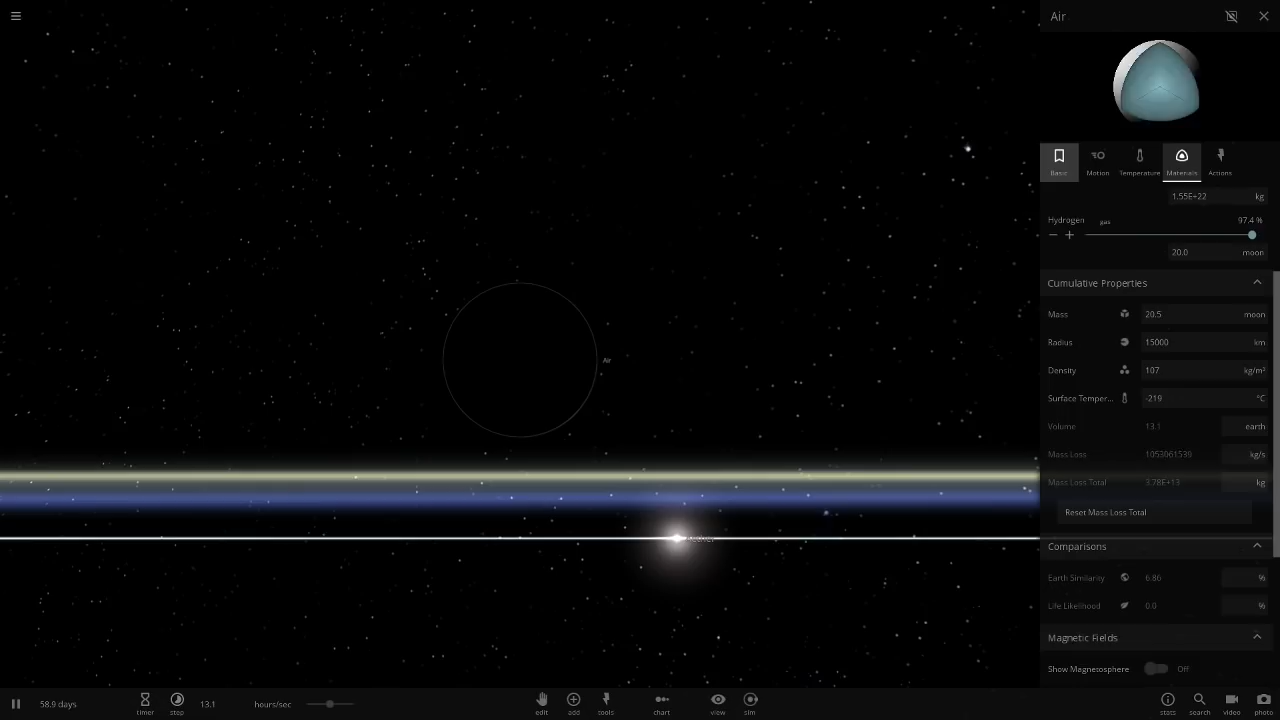 Air
Basic Motion Temperature Materials Actions
1.55E+22 kg
Hydrogen gas 97.4 %
20.0 moon
Cumulative Properties
Mass 20.5 moon
Radius 15000 km
Density 107 kg/m³
Surface Temper... -219 °C
Volume 13.1 earth
Mass Loss 1053061539 kg/s
Mass Loss Total 3.78E+13 kg
Reset Mass Loss Total
Comparisons
Earth Similarity 6.86 %
Life Likelihood 0.0 %
Magnetic Fields
Show Magnetosphere Off
Air
58.9 days
timer
step
13.1 hours/sec
edit
add
tools
chart
view
sim
stats
search
video
photo